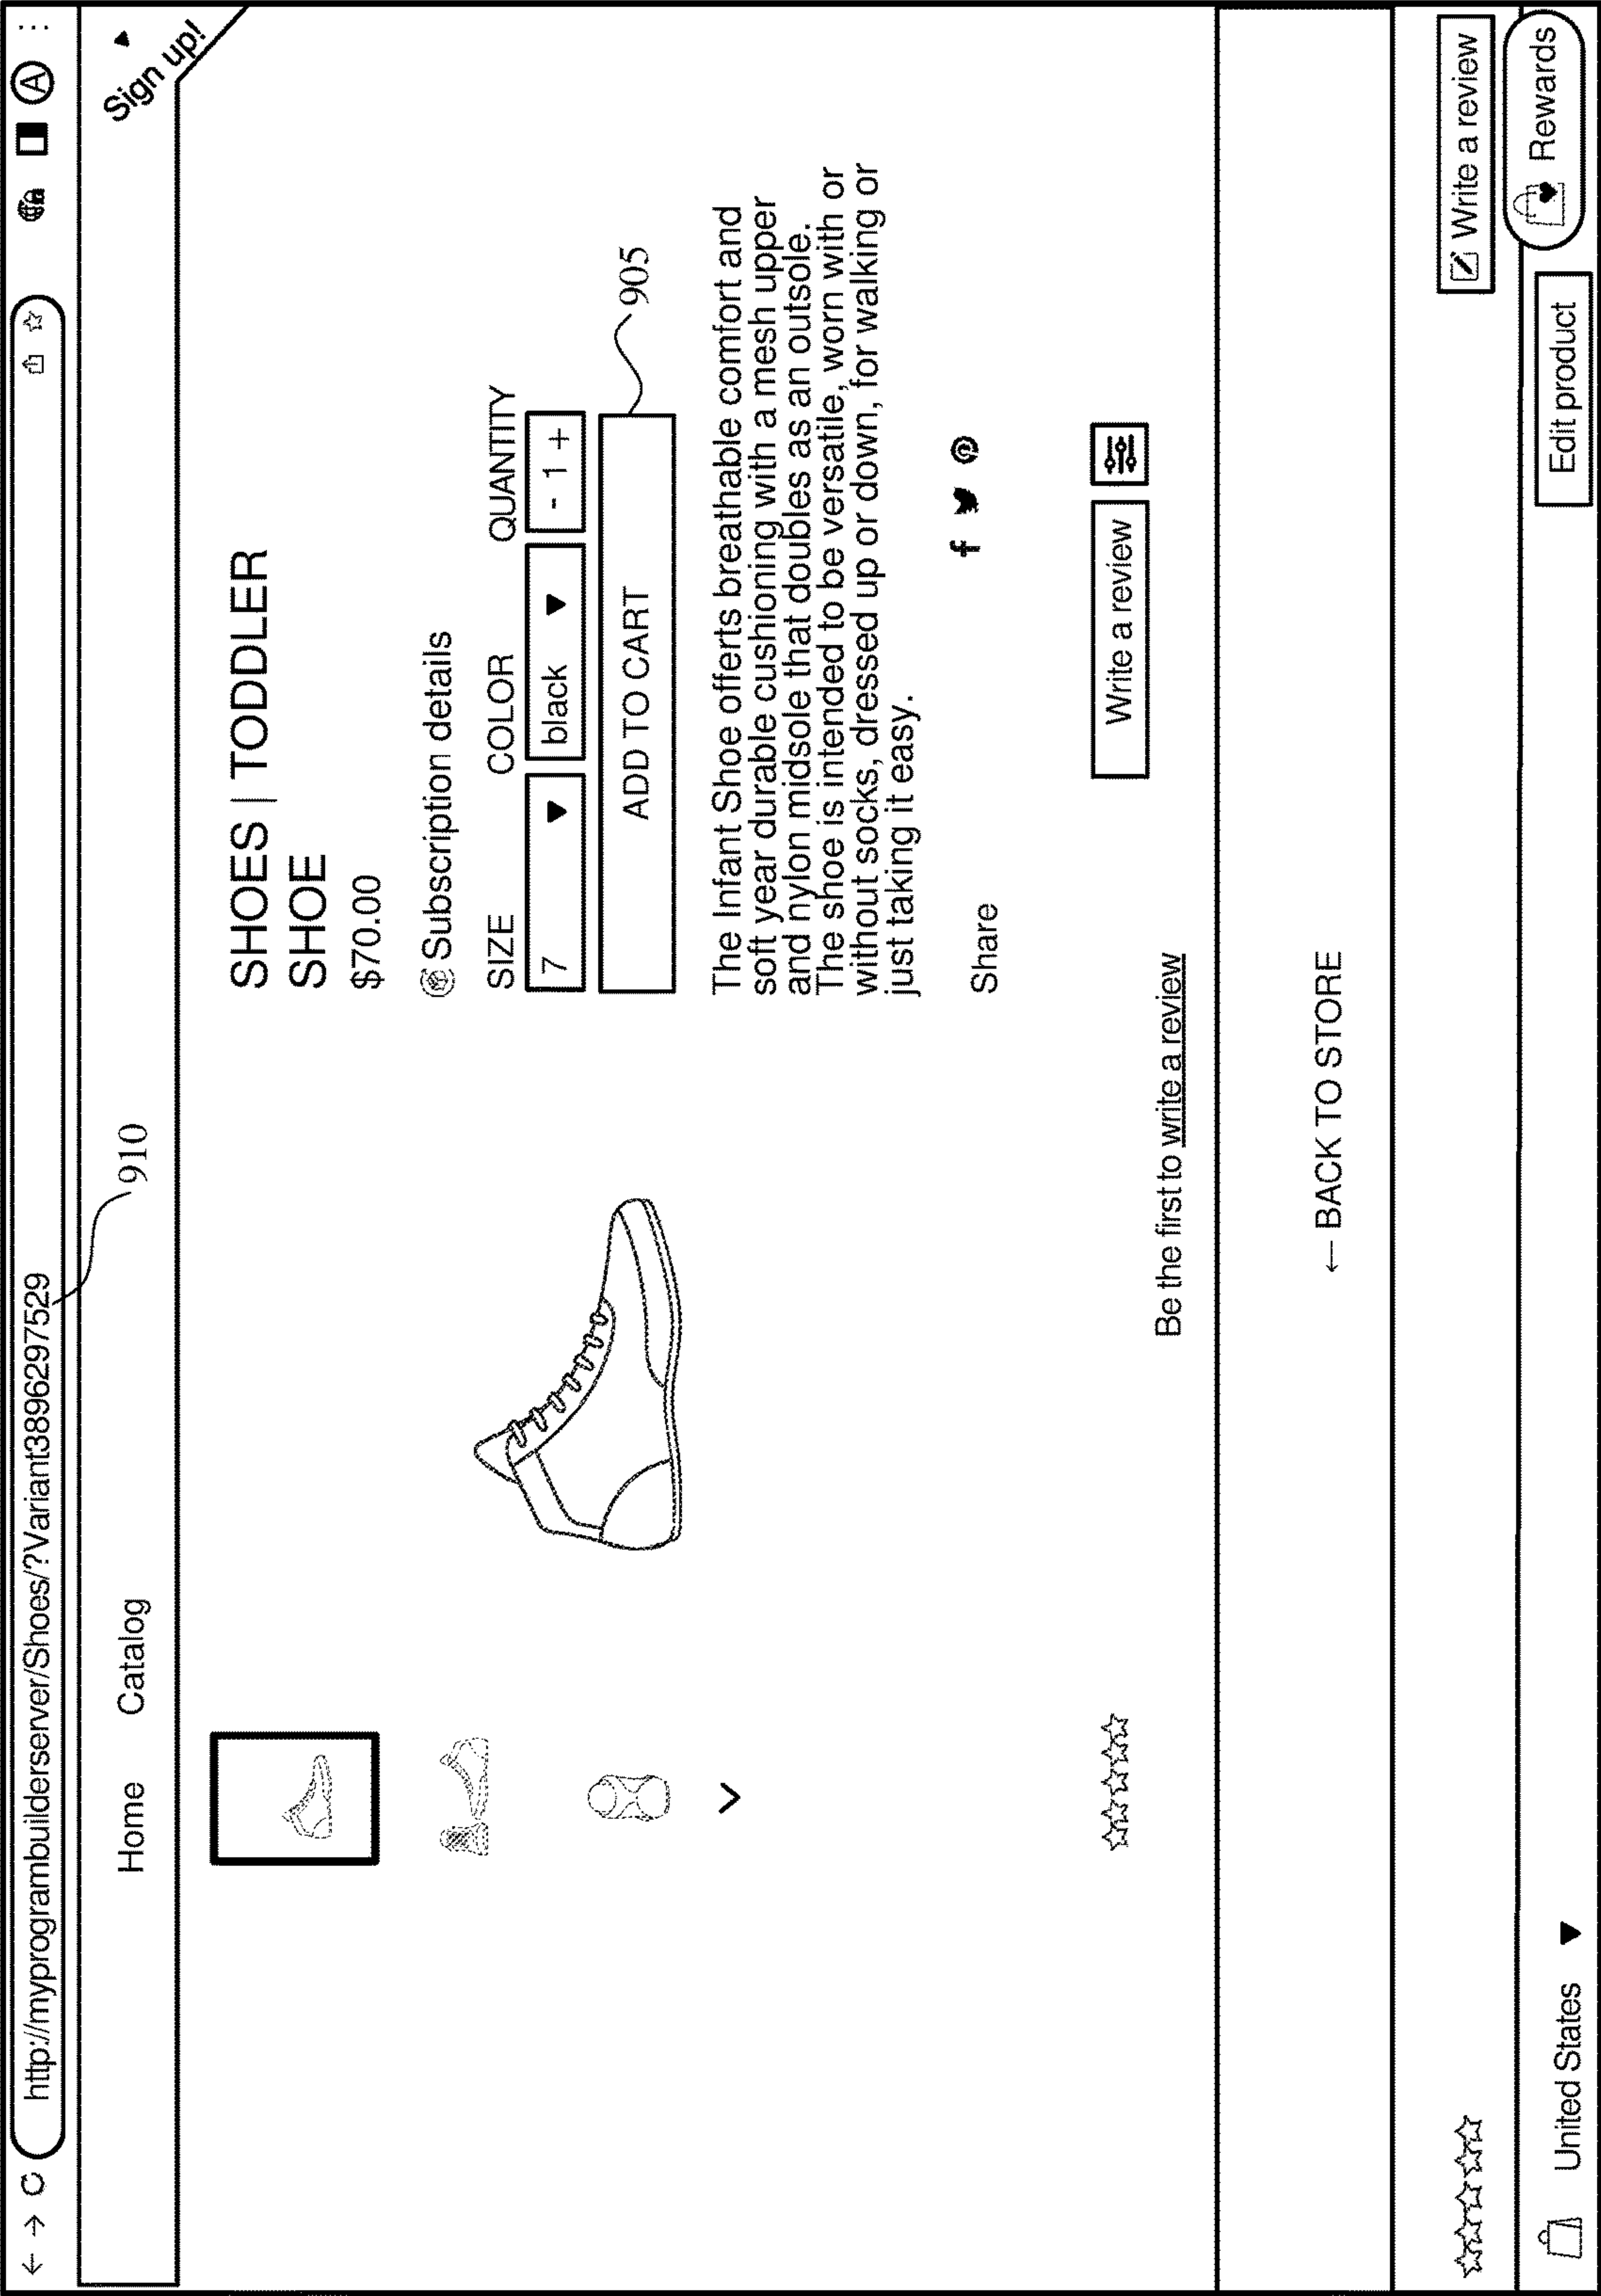 http://myprogrambuilderserver/Shoes/?Variant3896297529
A
910
Home Catalog
Sign up!
SHOES | TODDLER
SHOE
$70.00
Subscription details
SIZE COLOR QUANTITY
7 black - 1 +
ADD TO CART
905
The Infant Shoe offerts breathable comfort and
soft year durable cushioning with a mesh upper
and nylon midsole that doubles as an outsole.
The shoe is intended to be versatile, worn with or
without socks, dressed up or down, for walking or
just taking it easy.
Share
Write a review
Be the first to write a review
← BACK TO STORE
Write a review
United States
Edit product
Rewards